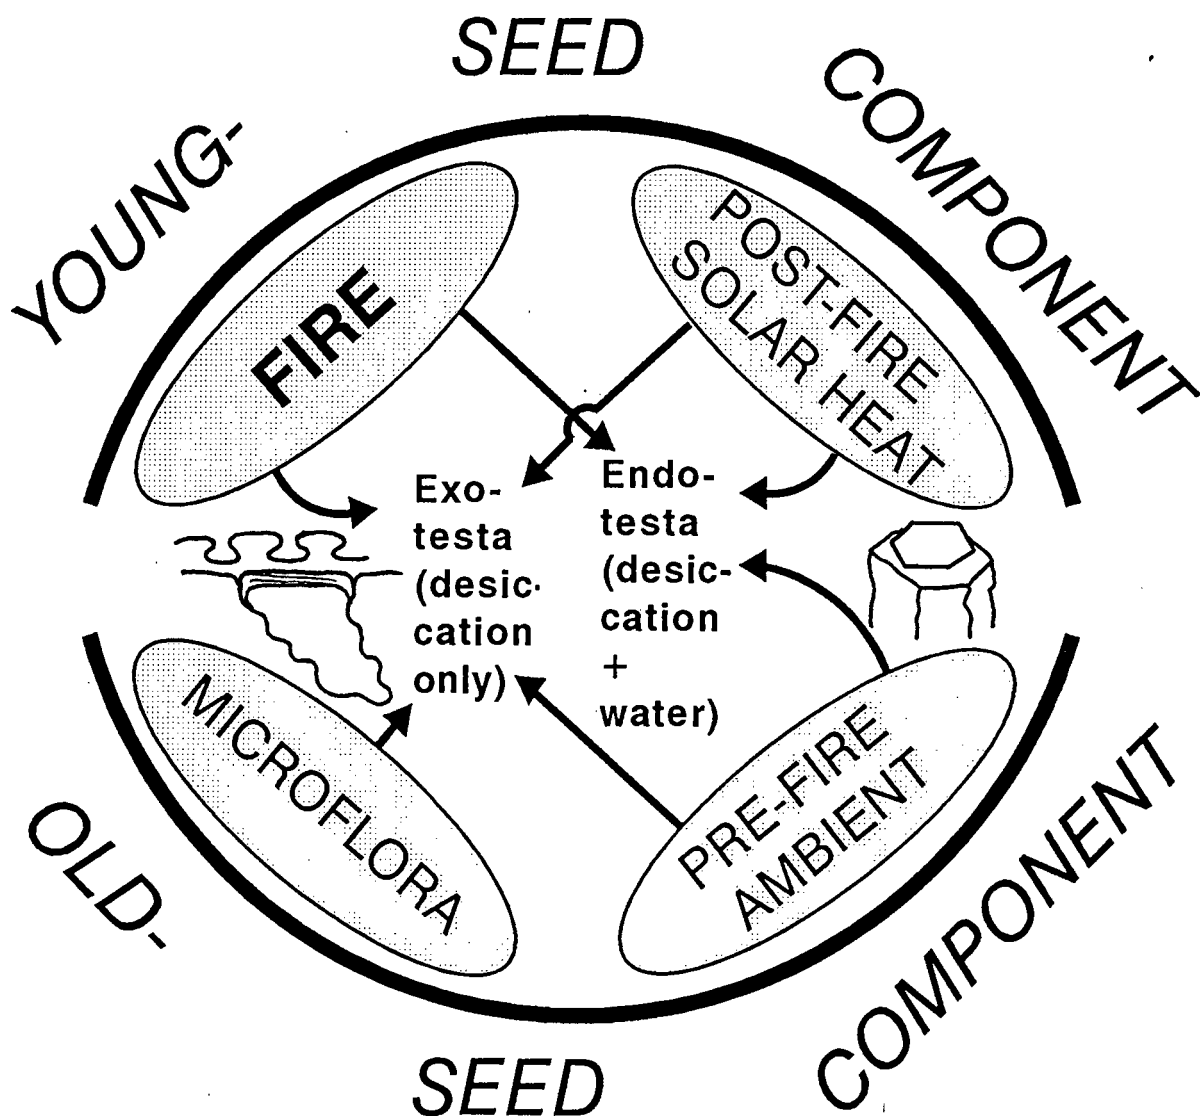 YOUNG-
SEED
COMPONENT
FIRE
POST-FIRE
SOLAR HEAT
Exo-
testa
(desic-
cation
only)
Endo-
testa
(desic-
cation
+
water)
MICROFLORA
PRE-FIRE
AMBIENT
OLD-
SEED
COMPONENT